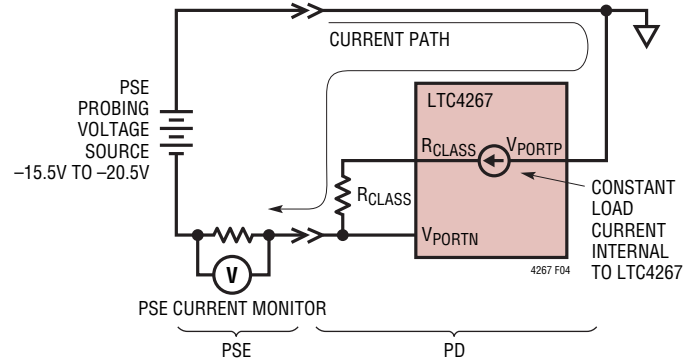 CURRENT PATH
PSE
PROBING
VOLTAGE
SOURCE
–15.5V TO –20.5V
LTC4267
RCLASS
VPORTP
RCLASS
CONSTANT
LOAD
CURRENT
INTERNAL
TO LTC4267
VPORTN
V
4267 F04
PSE CURRENT MONITOR
PSE
PD